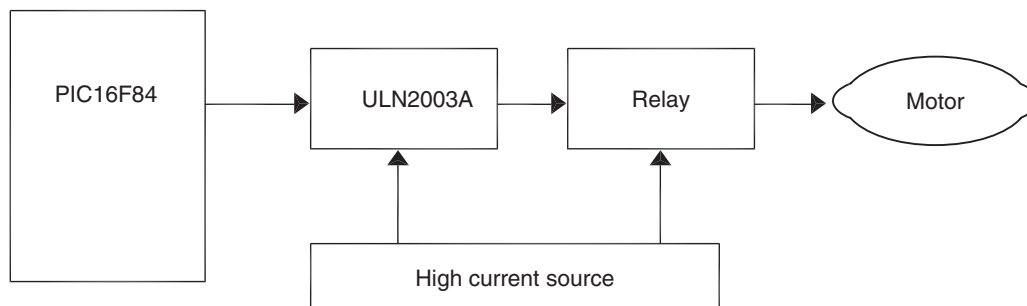 PIC16F84
ULN2003A
Relay
Motor
High current source